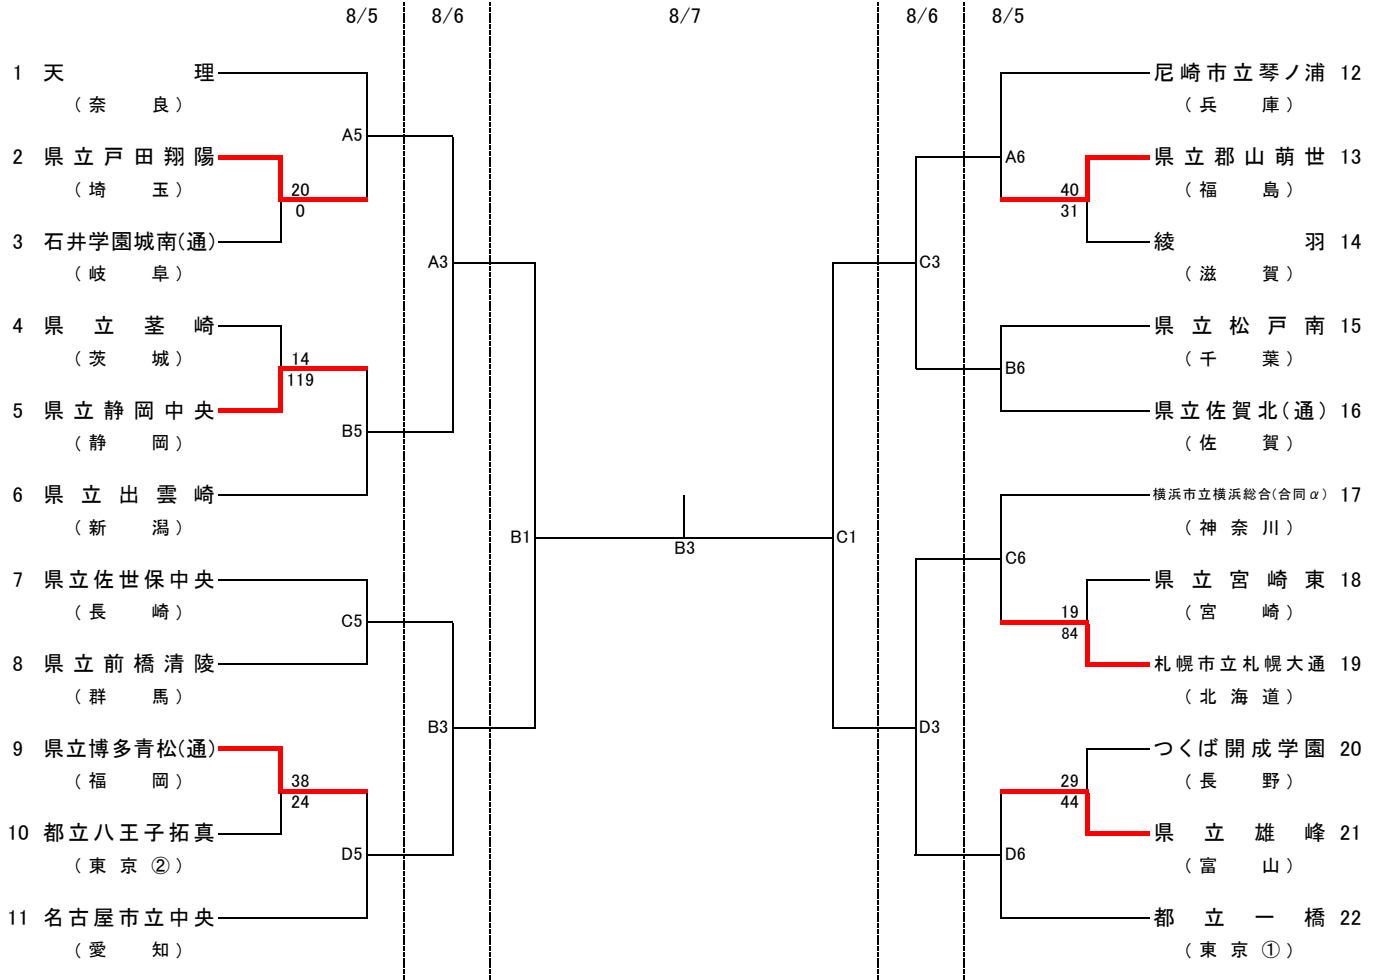 8/5 8/6 8/7 8/6 8/5
1 天理
(奈良)
A5
2 県立戸田翔陽
(埼玉)
20
0
3 石井学園城南(通)
(岐阜)
A3
4 県立茎崎
(茨城)
14
119
5 県立静岡中央
(静岡)
B5
6 県立出雲崎
(新潟)
B1
7 県立佐世保中央
(長崎)
C5
8 県立前橋清陵
(群馬)
B3
9 県立博多青松(通)
(福岡)
38
24
10 都立八王子拓真
(東京②)
D5
11 名古屋市立中央
(愛知)
B3
尼崎市立琴ノ浦 12
(兵庫)
A6
県立郡山萌世 13
(福島)
40
31
綾羽 14
(滋賀)
C3
県立松戸南 15
(千葉)
B6
県立佐賀北(通) 16
(佐賀)
横浜市立横浜総合(合同α) 17
(神奈川)
C1
C6
県立宮崎東 18
(宮崎)
19
84
札幌市立札幌大通 19
(北海道)
D3
つくば開成学園 20
(長野)
29
44
県立雄峰 21
(富山)
D6
都立一橋 22
(東京①)